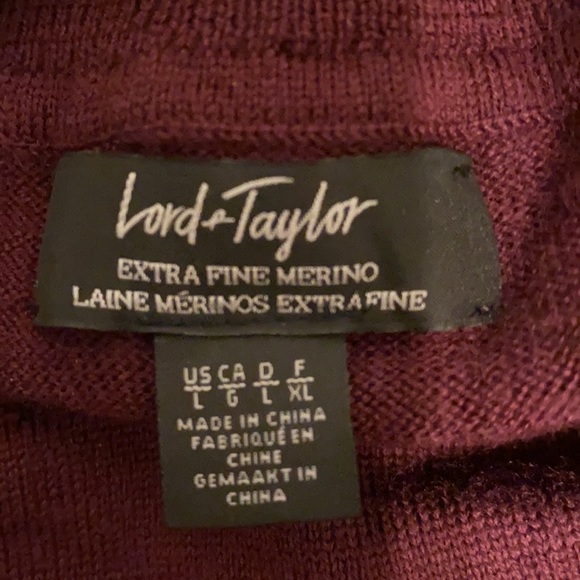 Lord + Taylor
EXTRA FINE MERINO
LAINE MÉRINOS EXTRAFINE
US CA D F
L G L XL
MADE IN CHINA
FABRIQUÉ EN
CHINE
GEMAAKT IN
CHINA